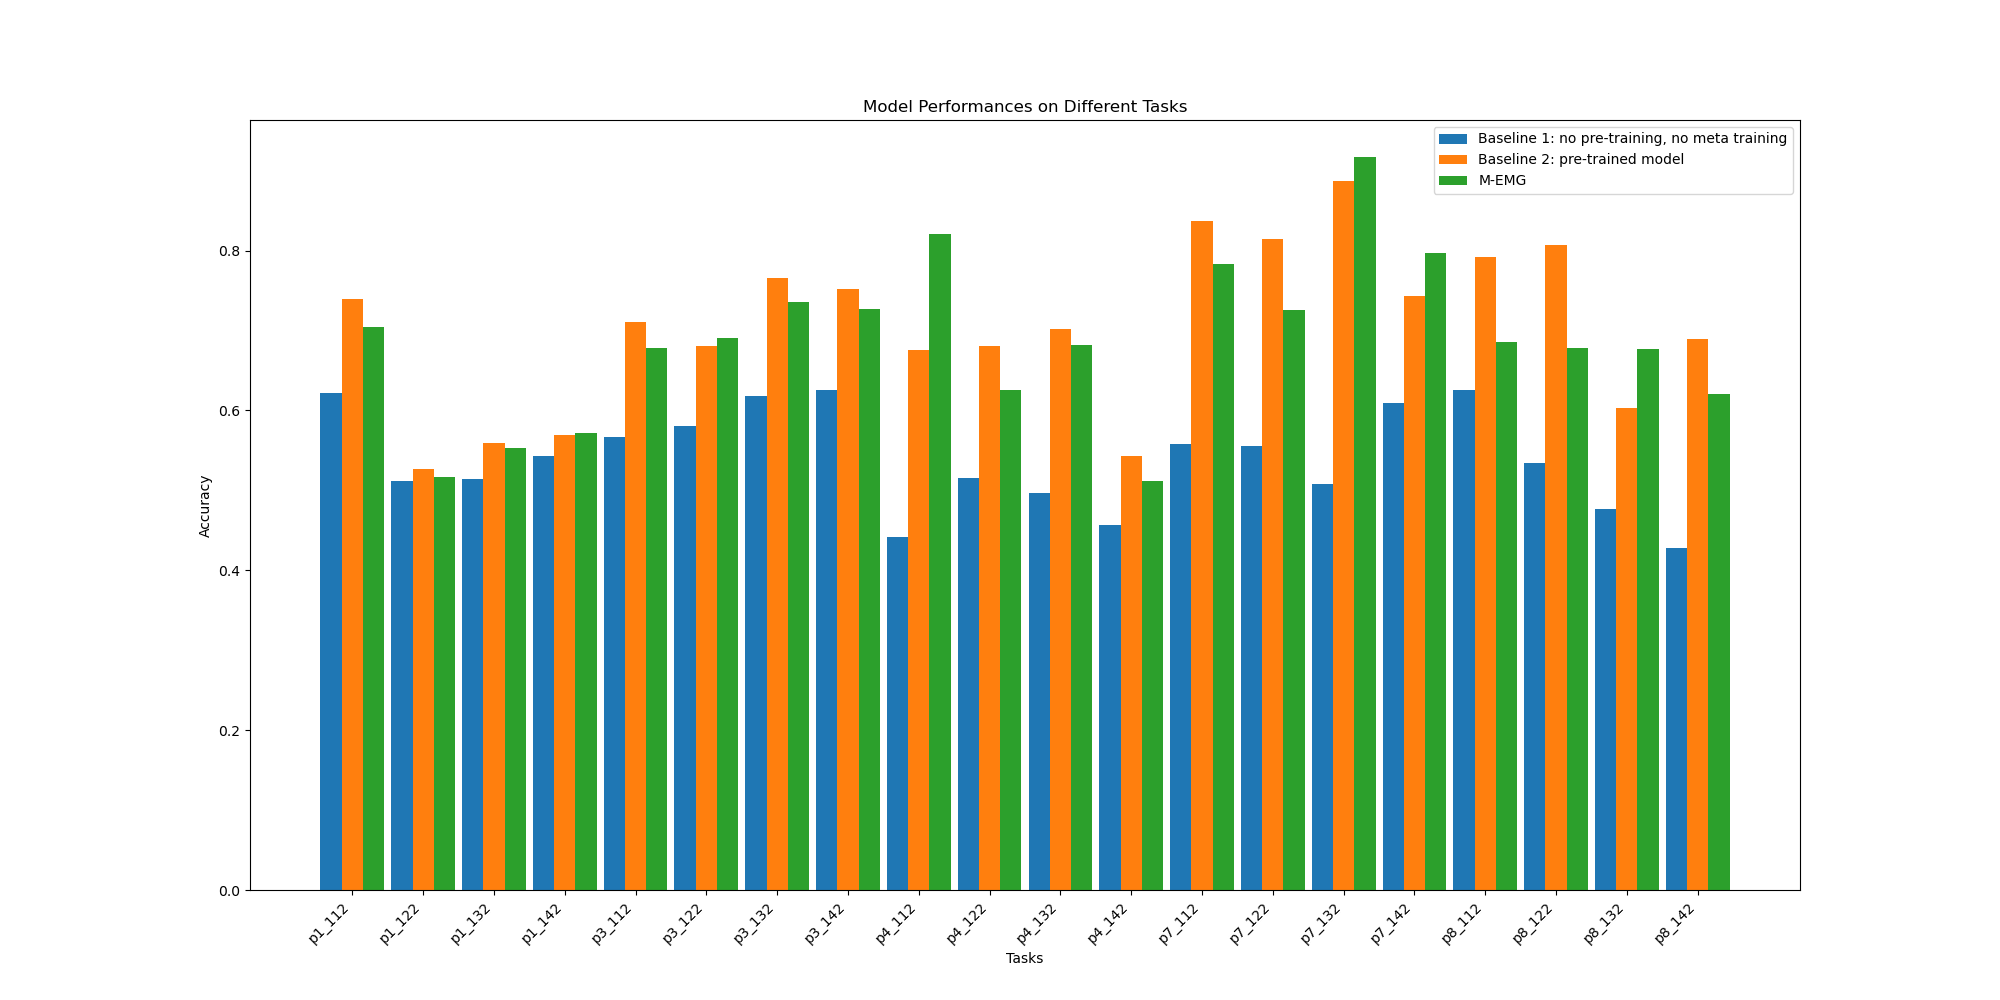 Model Performances on Different Tasks
Baseline 1: no pre-training, no meta training
Baseline 2: pre-trained model
M-EMG
Accuracy
0.8
0.6
0.4
0.2
0.0
p1_112
p1_122
p1_132
p1_142
p3_112
p3_122
p3_132
p3_142
p4_112
p4_122
p4_132
p4_142
p7_112
p7_122
p7_132
p7_142
p8_112
p8_122
p8_132
p8_142
Tasks